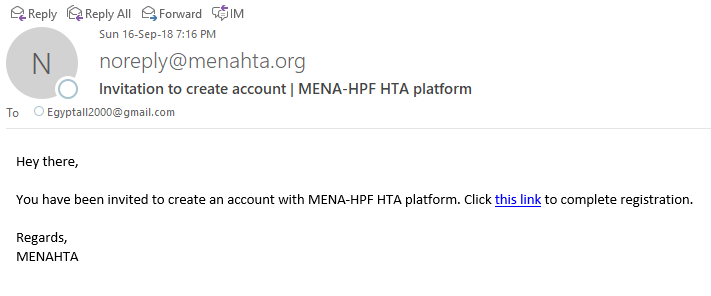 Reply Reply All Forward IM
Sun 16-Sep-18 7:16 PM
N
noreply@menahta.org
Invitation to create account | MENA-HPF HTA platform
To Egyptall2000@gmail.com
Hey there,
You have been invited to create an account with MENA-HPF HTA platform. Click this link to complete registration.
Regards,
MENAHTA